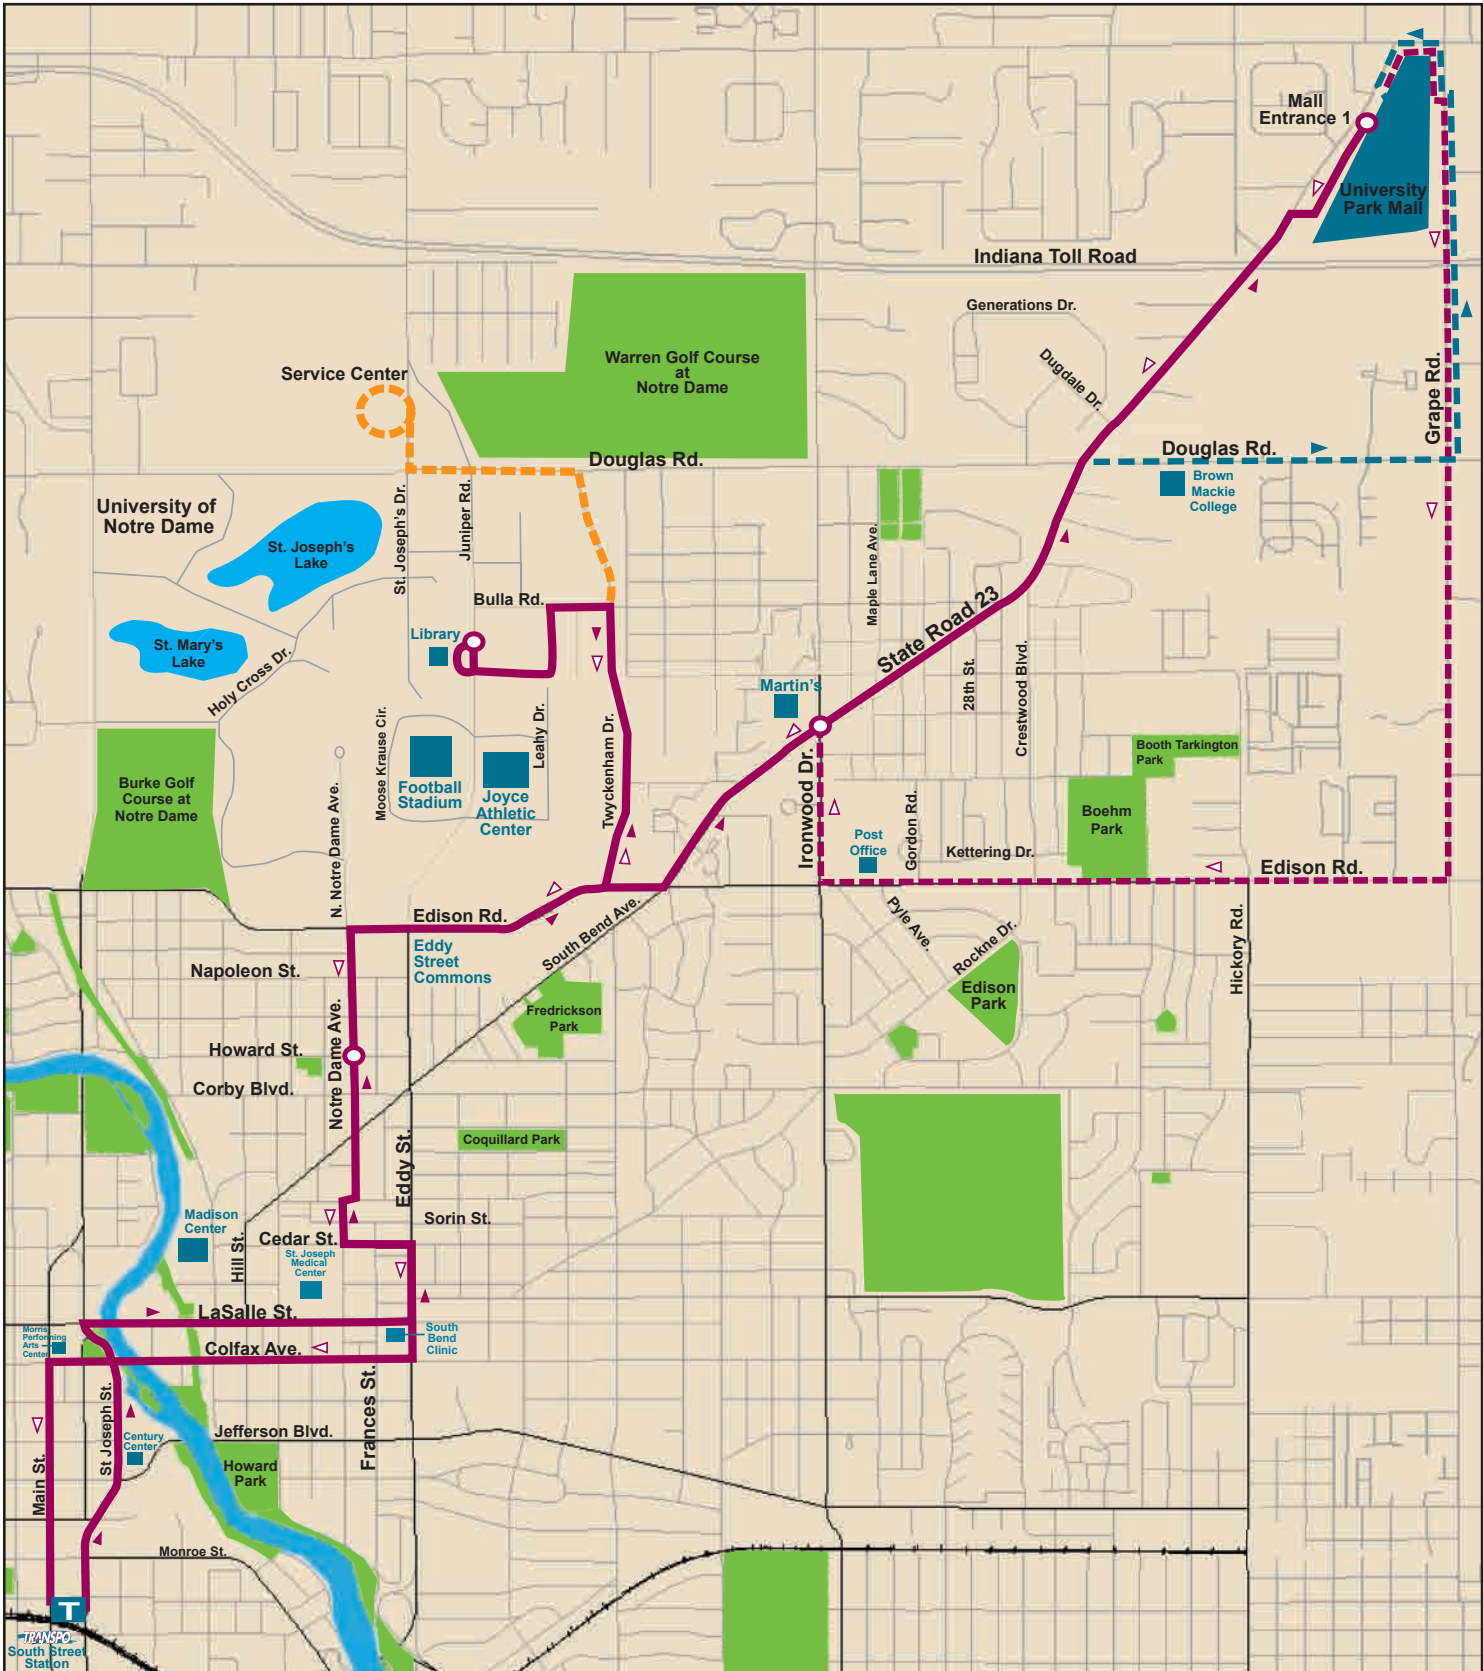 Mall
Entrance 1
University
Park Mall
Indiana Toll Road
Generations Dr.
Dugdale Dr.
Grape Rd.
Warren Golf Course
at
Notre Dame
Service Center
Douglas Rd.
Douglas Rd.
Brown
Mackie
College
University of
Notre Dame
St. Joseph's
Lake
St. Joseph's Dr.
Juniper Rd.
Maple Lane Ave.
Bulla Rd.
Library
St. Mary's
Lake
Holy Cross Dr.
State Road 23
28th St.
Crestwood Blvd.
Martin's
Moose Krause Cir.
Leahy Dr.
Twyckenham Dr.
Ironwood Dr.
Booth Tarkington
Park
Football
Stadium
Joyce
Athletic
Center
Burke Golf
Course at
Notre Dame
N. Notre Dame Ave.
Boehm
Park
Post
Office
Gordon Rd.
Kettering Dr.
Edison Rd.
Edison Rd.
Eddy
Street
Commons
South Bend Ave.
Pyle Ave.
Rockne Dr.
Hickory Rd.
Napoleon St.
Edison
Park
Fredrickson
Park
Notre Dame Ave.
Howard St.
Corby Blvd.
Coquillard Park
Eddy St.
Madison
Center
Sorin St.
Hill St.
Cedar St.
St. Joseph
Medical
Center
LaSalle St.
Morris
Performing
Arts
Center
South
Bend
Clinic
Colfax Ave.
Frances St.
St Joseph St.
Century
Center
Jefferson Blvd.
Main St.
Howard
Park
Monroe St.
T
TRANSPO
South Street
Station